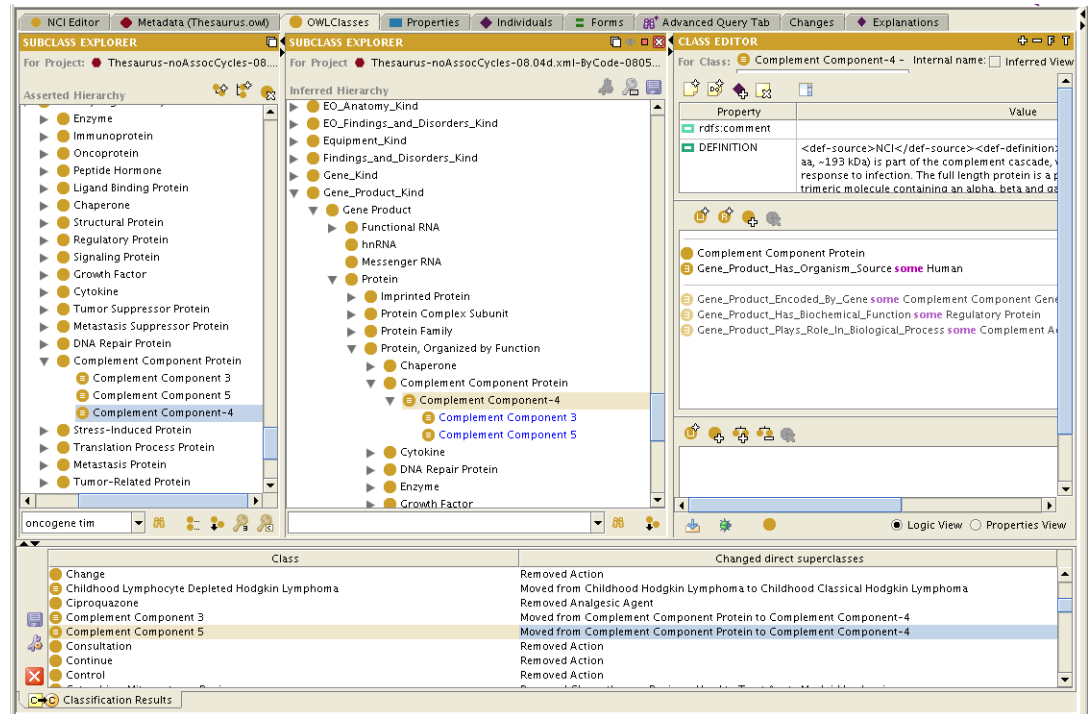 NCI Editor Metadata (Thesaurus.owl) OWLClasses Properties Individuals Forms Advanced Query Tab Changes Explanations
SUBCLASS EXPLORER
For Project: Thesaurus-noAssocCycles-08....
Asserted Hierarchy
Enzyme
Immunoprotein
Oncoprotein
Peptide Hormone
Ligand Binding Protein
Chaperone
Structural Protein
Regulatory Protein
Signaling Protein
Growth Factor
Cytokine
Tumor Suppressor Protein
Metastasis Suppressor Protein
DNA Repair Protein
Complement Component Protein
Complement Component 3
Complement Component 5
Complement Component-4
Stress-Induced Protein
Translation Process Protein
Metastasis Protein
Tumor-Related Protein
oncogene tim
SUBCLASS EXPLORER
For Project Thesaurus-noAssocCycles-08.04d.xml-ByCode-0805...
Inferred Hierarchy
EO_Anatomy_Kind
EO_Findings_and_Disorders_Kind
Equipment_Kind
Findings_and_Disorders_Kind
Gene_Kind
Gene_Product_Kind
Gene Product
Functional RNA
hnRNA
Messenger RNA
Protein
Imprinted Protein
Protein Complex Subunit
Protein Family
Protein, Organized by Function
Chaperone
Complement Component Protein
Complement Component-4
Complement Component 3
Complement Component 5
Cytokine
DNA Repair Protein
Enzyme
Growth Factor
CLASS EDITOR
For Class: Complement Component-4 - Internal name: Inferred View
Property Value
rdfs:comment
DEFINITION <def-source>NCI</def-source><def-definition>
aa, ~193 kDa) is part of the complement cascade,
response to infection. The full length protein is a p
trimeric molecule containing an alpha, beta and ga
Complement Component Protein
Gene_Product_Has_Organism_Source some Human
Gene_Product_Encoded_By_Gene some Complement Component Gene
Gene_Product_Has_Biochemical_Function some Regulatory Protein
Gene_Product_Plays_Role_In_Biological_Process some Complement A
Logic View Properties View
Class Changed direct superclasses
Change Removed Action
Childhood Lymphocyte Depleted Hodgkin Lymphoma Moved from Childhood Hodgkin Lymphoma to Childhood Classical Hodgkin Lymphoma
Ciproquazone Removed Analgesic Agent
Complement Component 3 Moved from Complement Component Protein to Complement Component-4
Complement Component 5 Moved from Complement Component Protein to Complement Component-4
Consultation Removed Action
Continue Removed Action
Control Removed Action
Classification Results